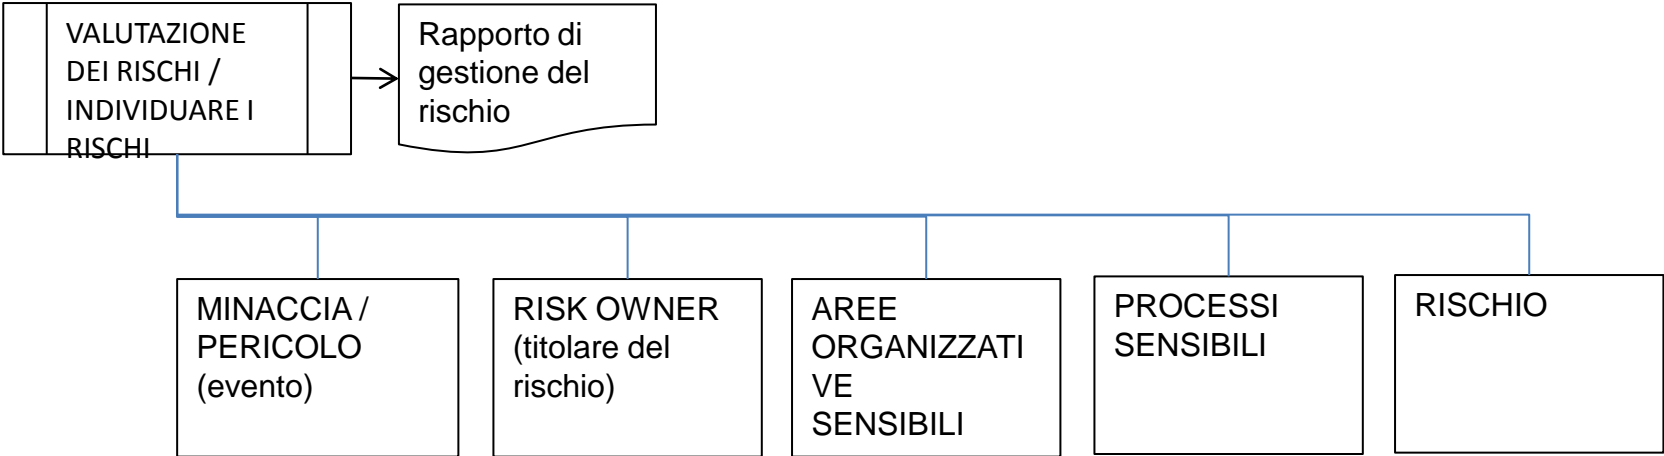 VALUTAZIONE
DEI RISCHI /
INDIVIDUARE I
RISCHI
Rapporto di
gestione del
rischio
MINACCIA /
PERICOLO
(evento)
RISK OWNER
(titolare del
rischio)
AREE
ORGANIZZATI
VE
SENSIBILI
PROCESSI
SENSIBILI
RISCHIO